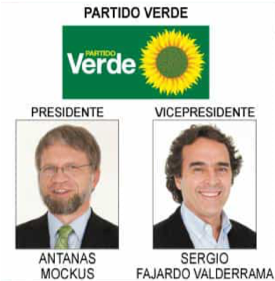 PARTIDO VERDE
PARTIDO
Verde
PRESIDENTE
VICEPRESIDENTE
ANTANAS
MOCKUS
SERGIO
FAJARDO VALDERRAMA